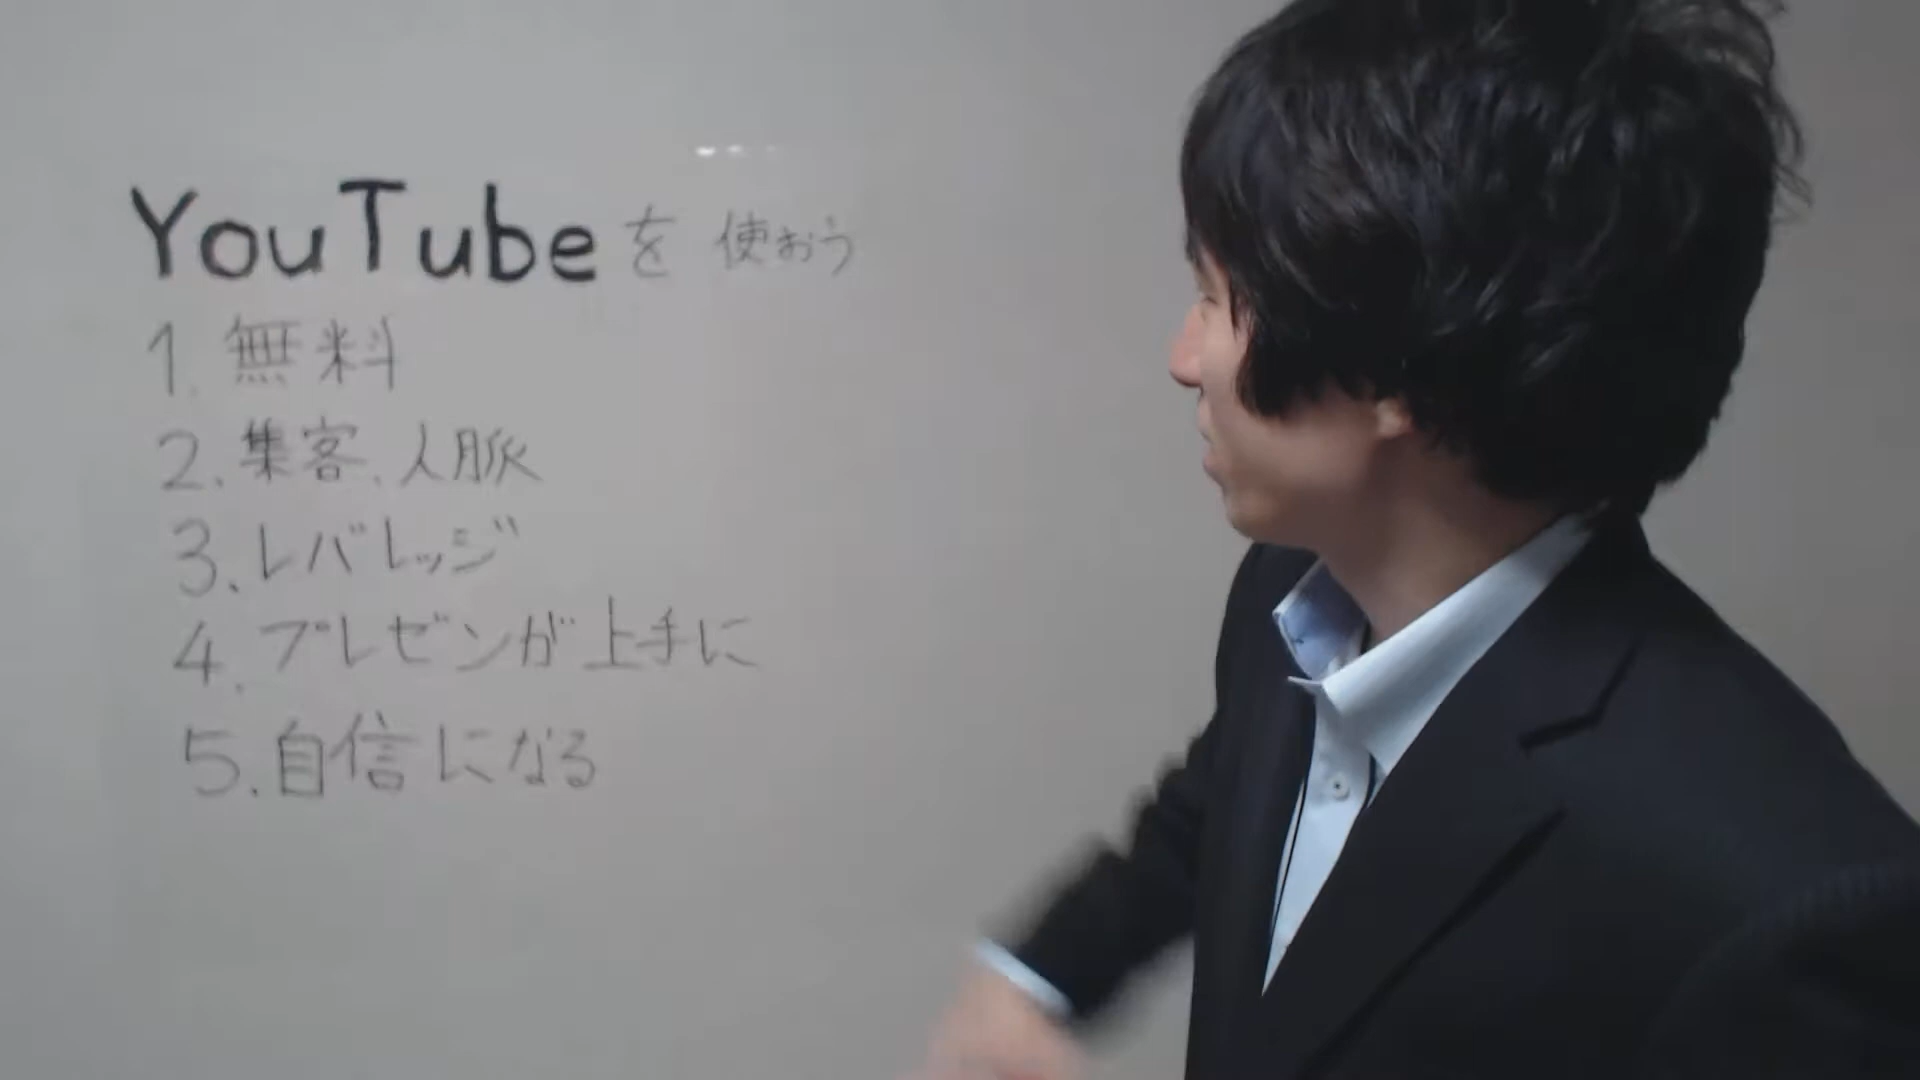 YouTubeを使おう
1. 無料
2. 集客、人脈
3. レバレッジ
4. プレゼンが上手に
5. 自信になる